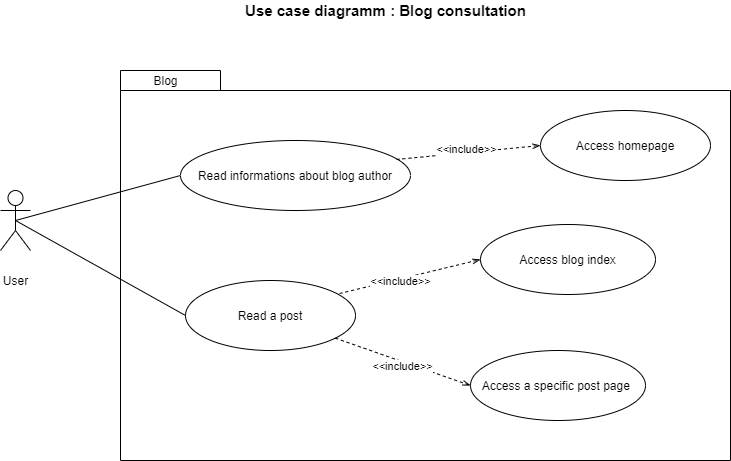 Use case diagramm : Blog consultation
Blog
<<include>>
Access homepage
Read informations about blog author
User
Access blog index
<<include>>
Read a post
<<include>>
Access a specific post page